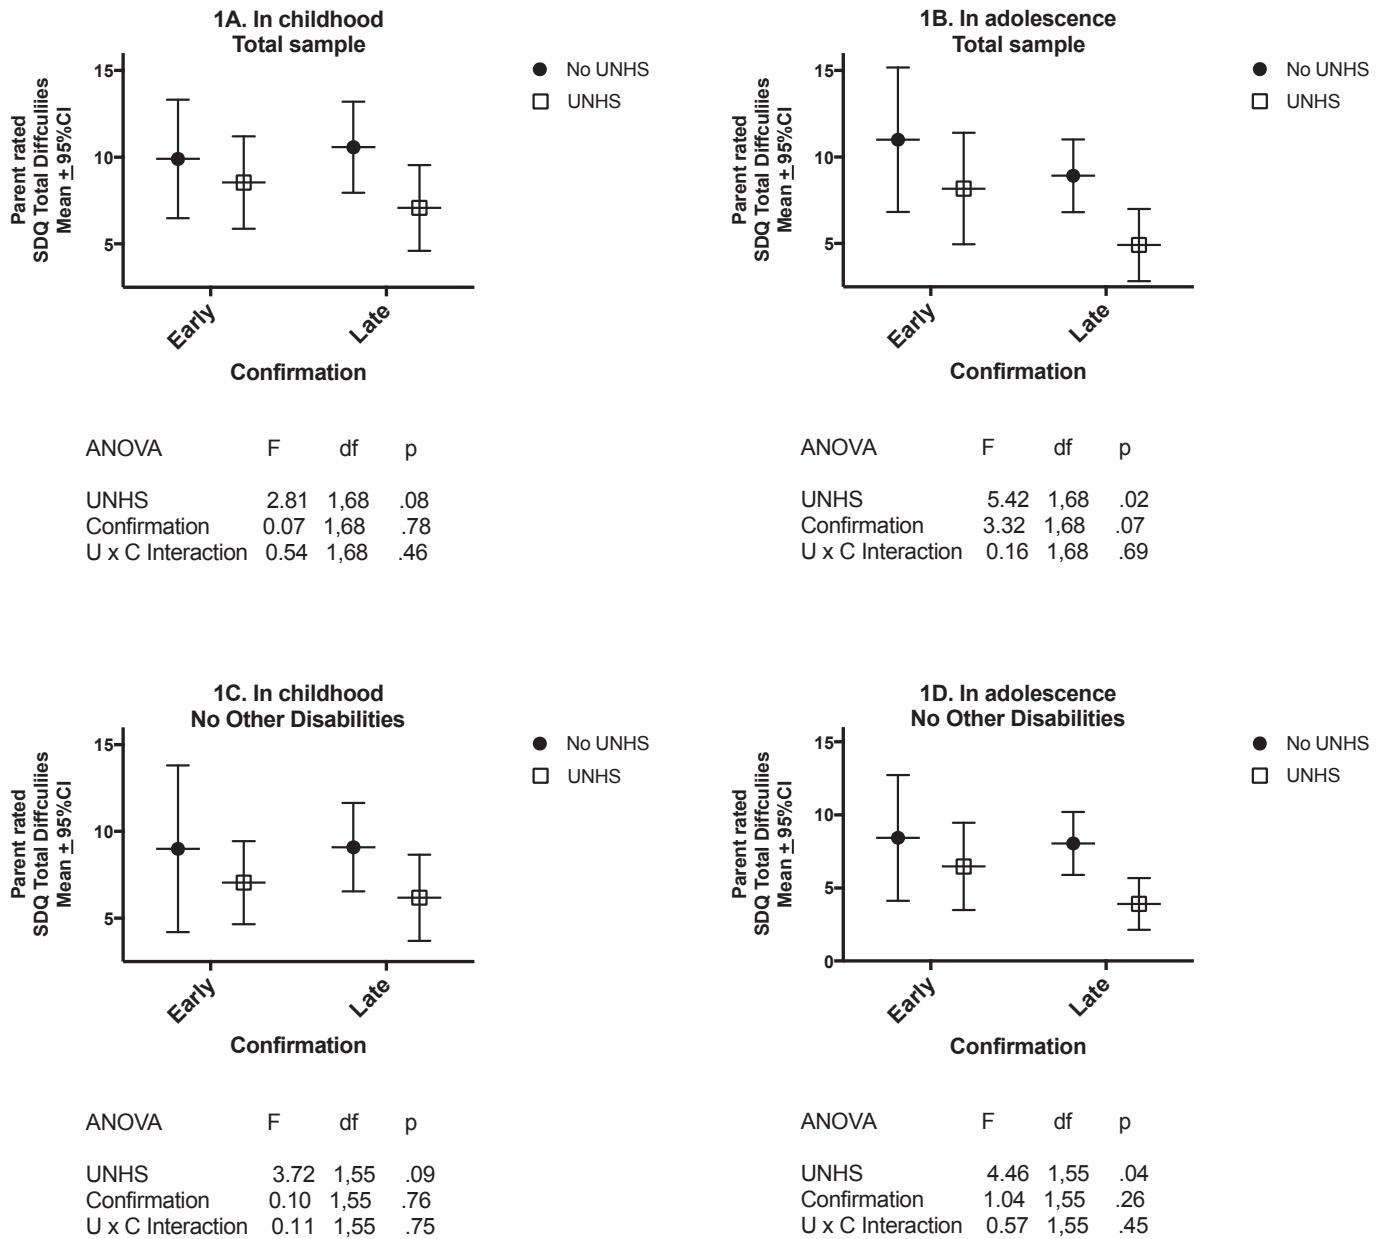 1A. In childhood
Total sample
15
10
5
Parent rated
SDQ Total Diffculiies
Mean ± 95%CI
Early
Late
Confirmation
No UNHS
UNHS
ANOVA F df p
UNHS 2.81 1,68 .08
Confirmation 0.07 1,68 .78
U x C Interaction 0.54 1,68 .46
1B. In adolescence
Total sample
15
10
5
Parent rated
SDQ Total Diffculiies
Mean ± 95%CI
Early
Late
Confirmation
No UNHS
UNHS
ANOVA F df p
UNHS 5.42 1,68 .02
Confirmation 3.32 1,68 .07
U x C Interaction 0.16 1,68 .69
1C. In childhood
No Other Disabilities
15
10
5
Parent rated
SDQ Total Diffculiies
Mean ± 95%CI
Early
Late
Confirmation
No UNHS
UNHS
ANOVA F df p
UNHS 3.72 1,55 .09
Confirmation 0.10 1,55 .76
U x C Interaction 0.11 1,55 .75
1D. In adolescence
No Other Disabilities
15
10
5
0
Parent rated
SDQ Total Diffculiies
Mean ± 95%CI
Early
Late
Confirmation
No UNHS
UNHS
ANOVA F df p
UNHS 4.46 1,55 .04
Confirmation 1.04 1,55 .26
U x C Interaction 0.57 1,55 .45